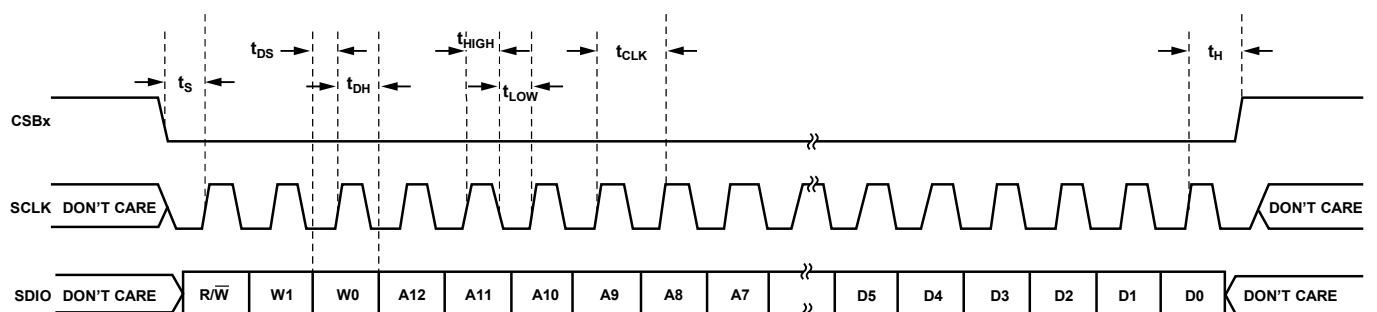 tDS
tHIGH
tCLK
tH
tS
tDH
tLOW
CSBx
SCLK DON'T CARE
DON'T CARE
SDIO DON'T CARE
R/W̅ W1 W0 A12 A11 A10 A9 A8 A7 D5 D4 D3 D2 D1 D0
DON'T CARE